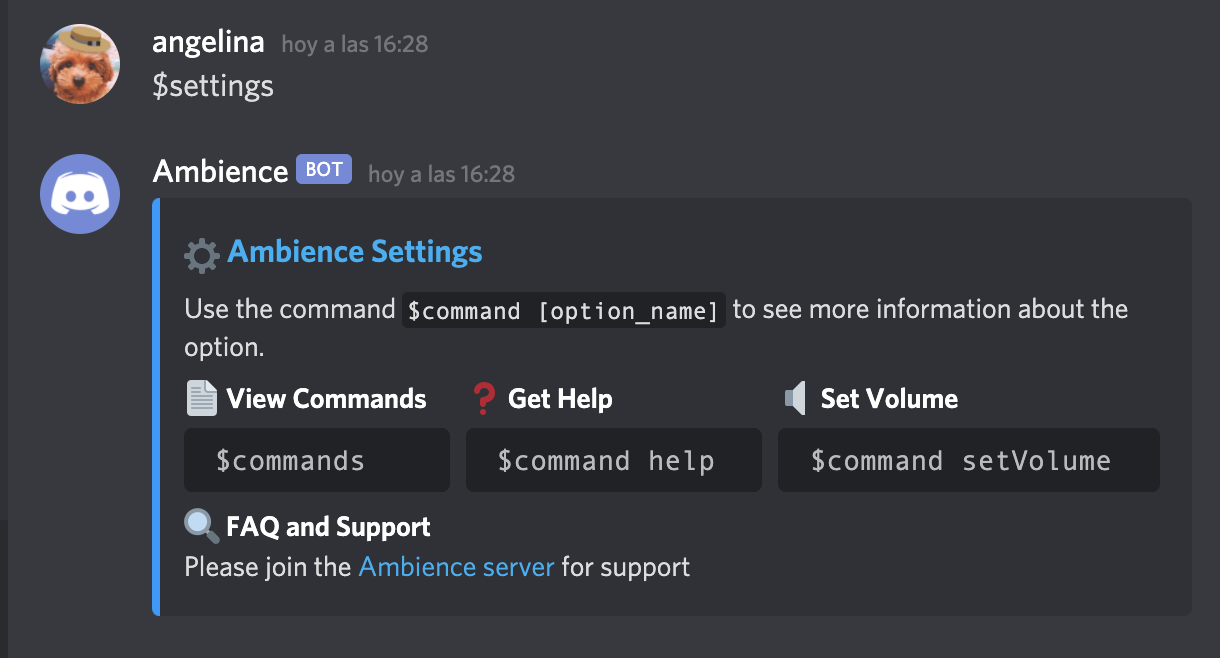 angelina hoy a las 16:28
$settings
Ambience BOT hoy a las 16:28
Ambience Settings
Use the command $command [option_name] to see more information about the
option.
View Commands Get Help Set Volume
$commands $command help $command setVolume
FAQ and Support
Please join the Ambience server for support